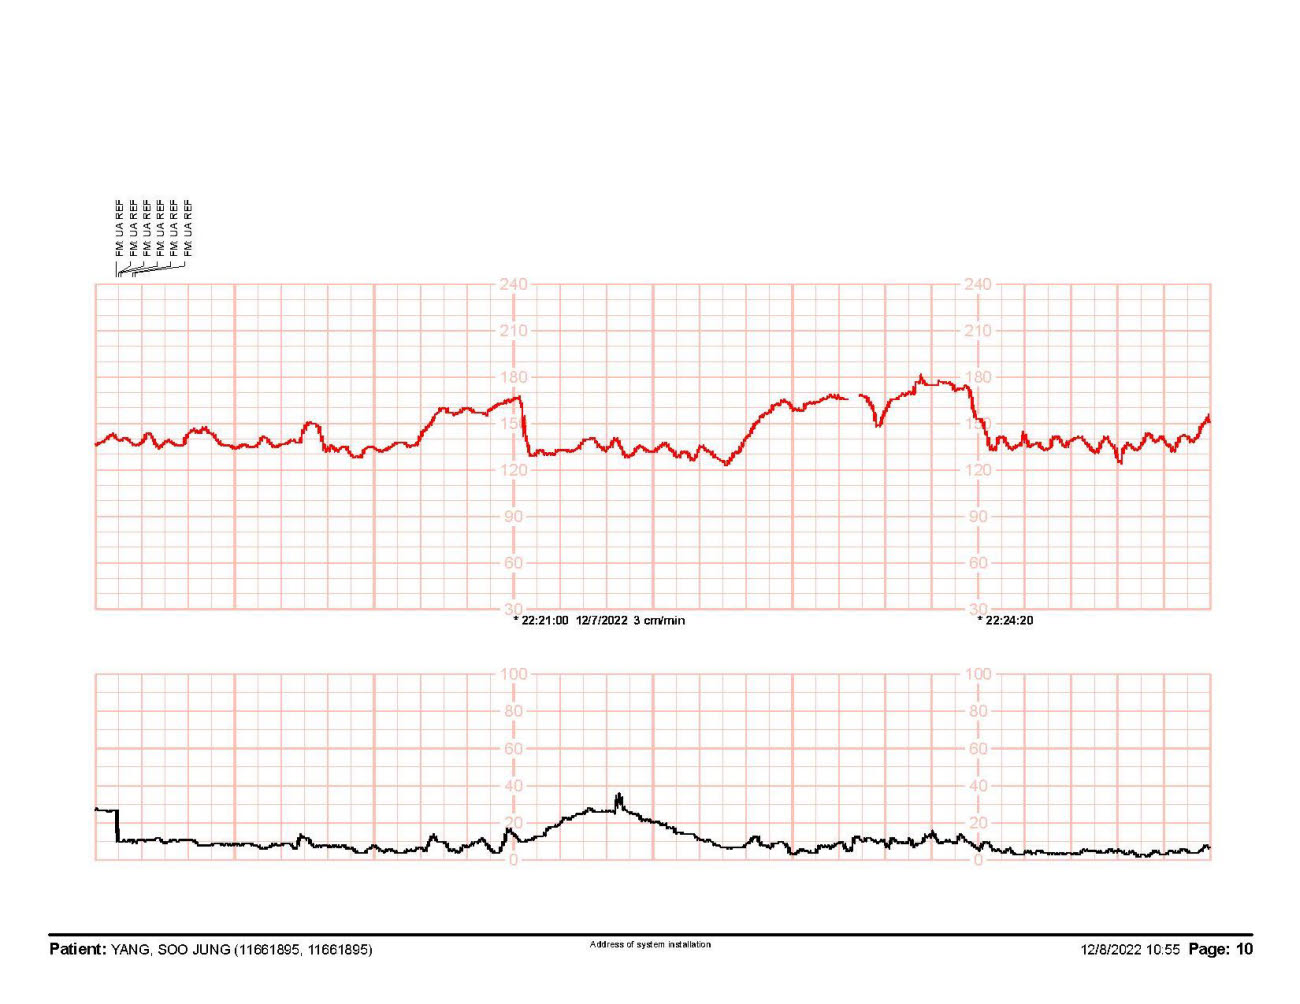 FM: UA REF
FM: UA REF
FM: UA REF
FM: UA REF
FM: UA REF
FM: UA REF
240 240
210 210
180 180
150 150
120 120
90 90
60 60
30 30
* 22:21:00 12/7/2022 3 cm/min * 22:24:20
100 100
80 80
60 60
40 40
20 20
0 0
Patient: YANG, SOO JUNG (11661895, 11661895) Address of system installation 12/8/2022 10:55 Page: 10